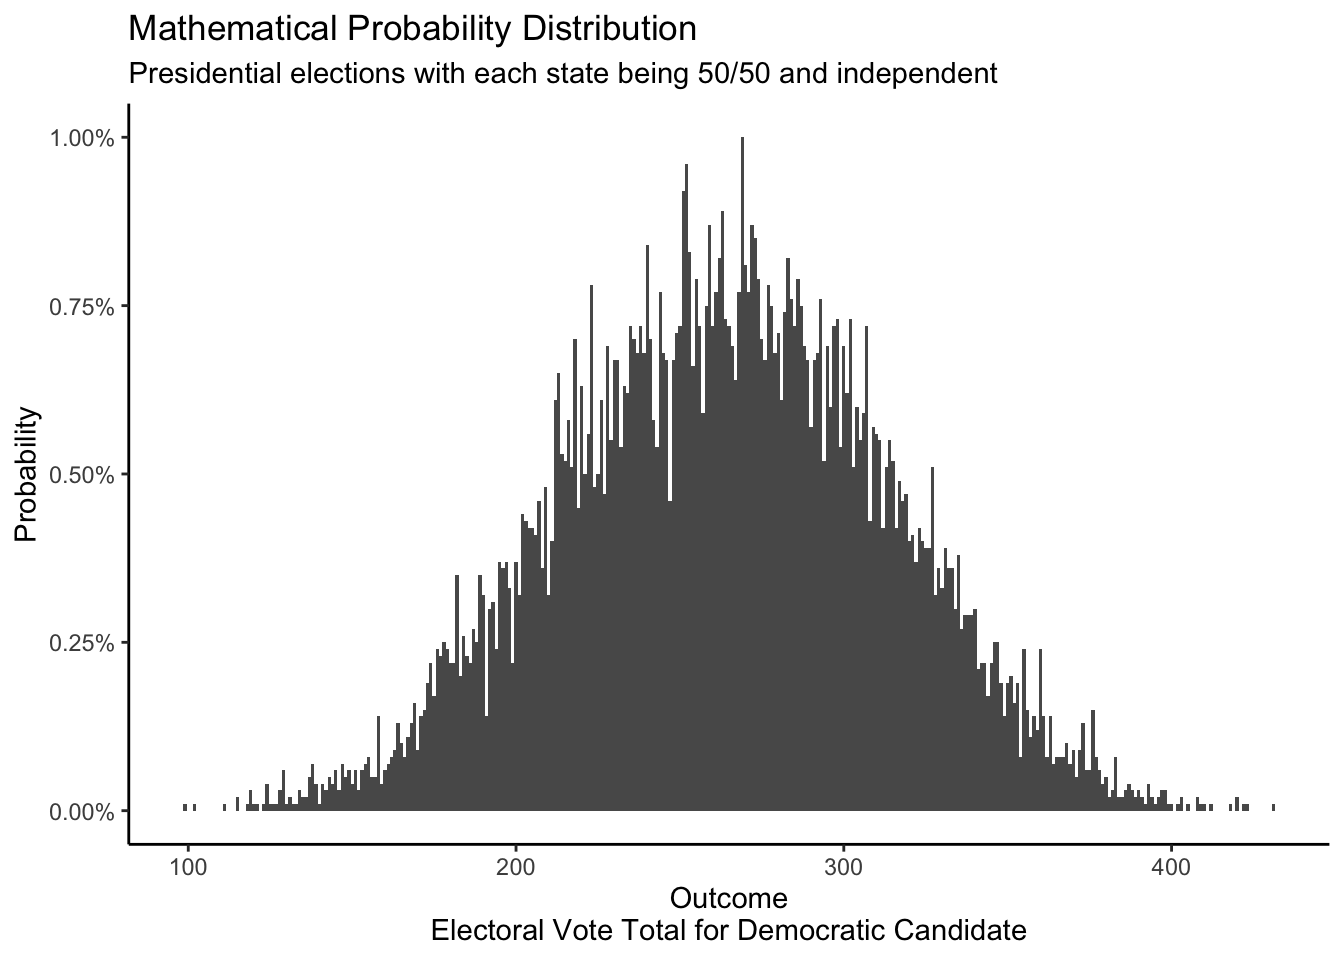 Mathematical Probability Distribution
Presidential elections with each state being 50/50 and independent
1.00%
0.75%
0.50%
0.25%
0.00%
Probability
100 200 300 400
Outcome
Electoral Vote Total for Democratic Candidate